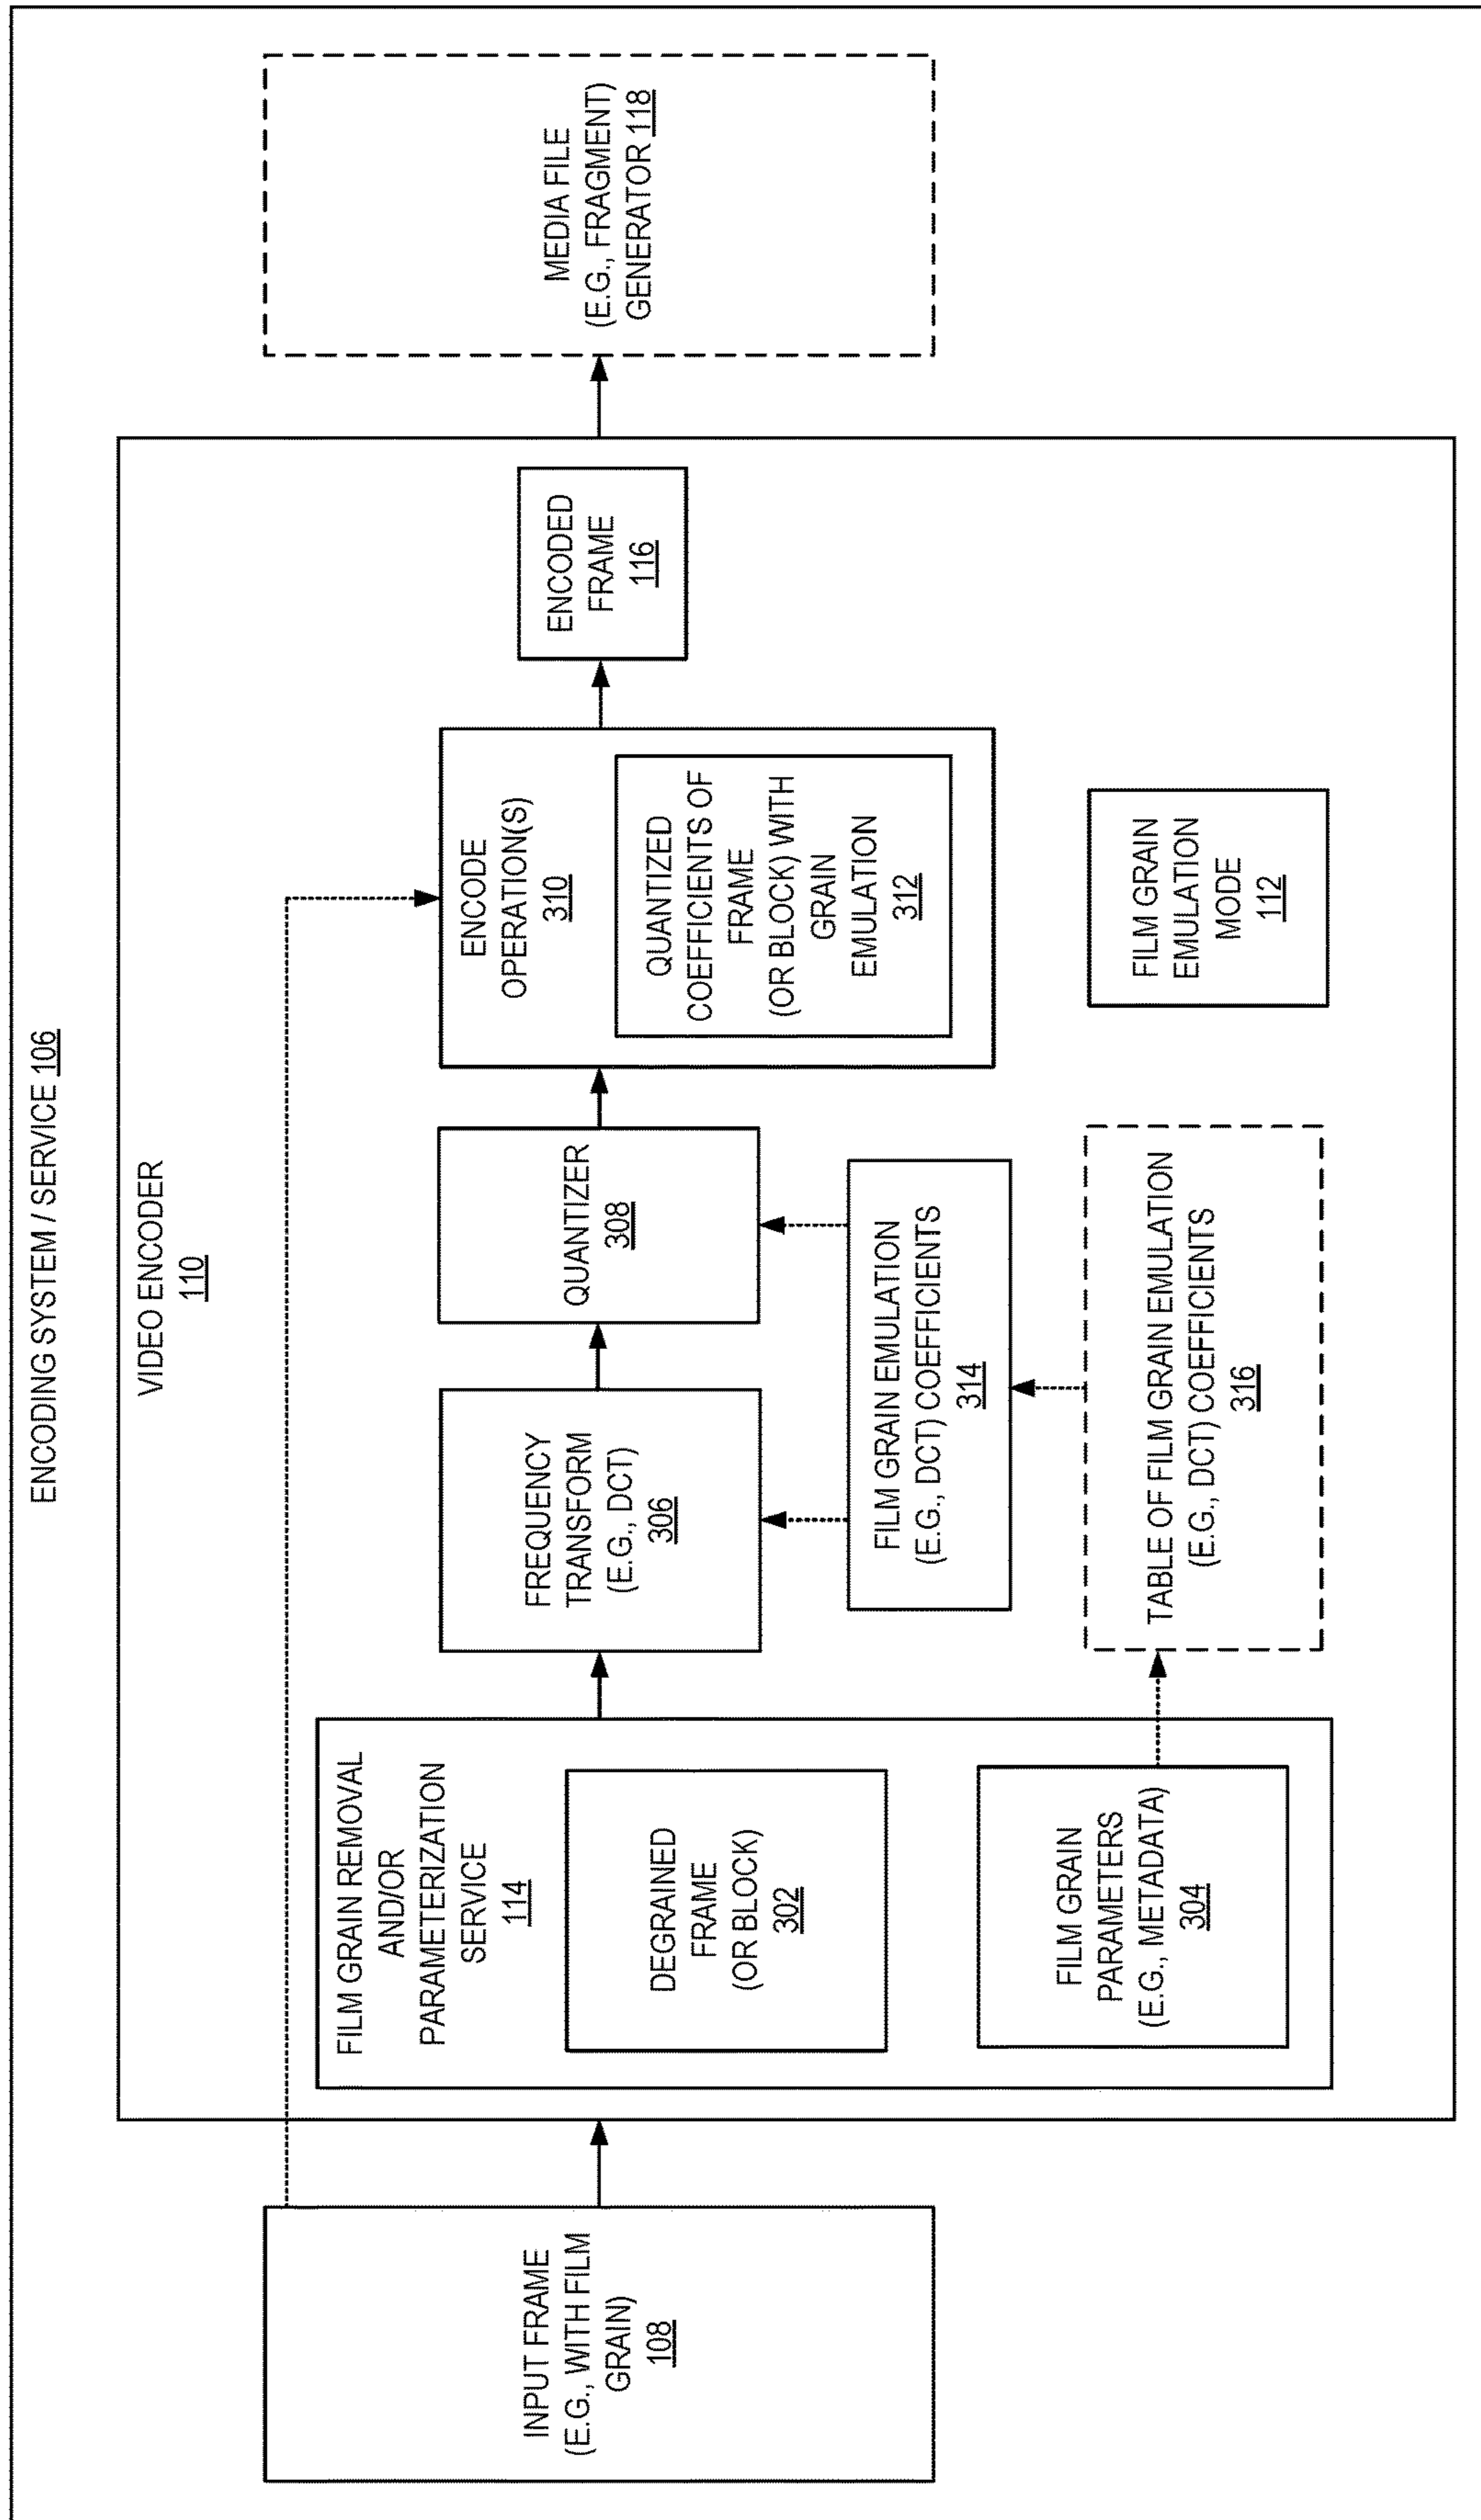 ENCODING SYSTEM / SERVICE 106
VIDEO ENCODER
110
INPUT FRAME
(E.G., WITH FILM
GRAIN)
108
FILM GRAIN REMOVAL
AND/OR
PARAMETERIZATION
SERVICE
114
DEGRAINED
FRAME
(OR BLOCK)
302
FILM GRAIN
PARAMETERS
(E.G., METADATA)
304
FREQUENCY
TRANSFORM
(E.G., DCT)
306
QUANTIZER
308
FILM GRAIN EMULATION
(E.G., DCT) COEFFICIENTS
314
TABLE OF FILM GRAIN EMULATION
(E.G., DCT) COEFFICIENTS
316
ENCODE
OPERATION(S)
310
QUANTIZED
COEFFICIENTS OF
FRAME
(OR BLOCK) WITH
GRAIN
EMULATION
312
FILM GRAIN
EMULATION
MODE
112
ENCODED
FRAME
116
MEDIA FILE
(E.G., FRAGMENT)
GENERATOR 118